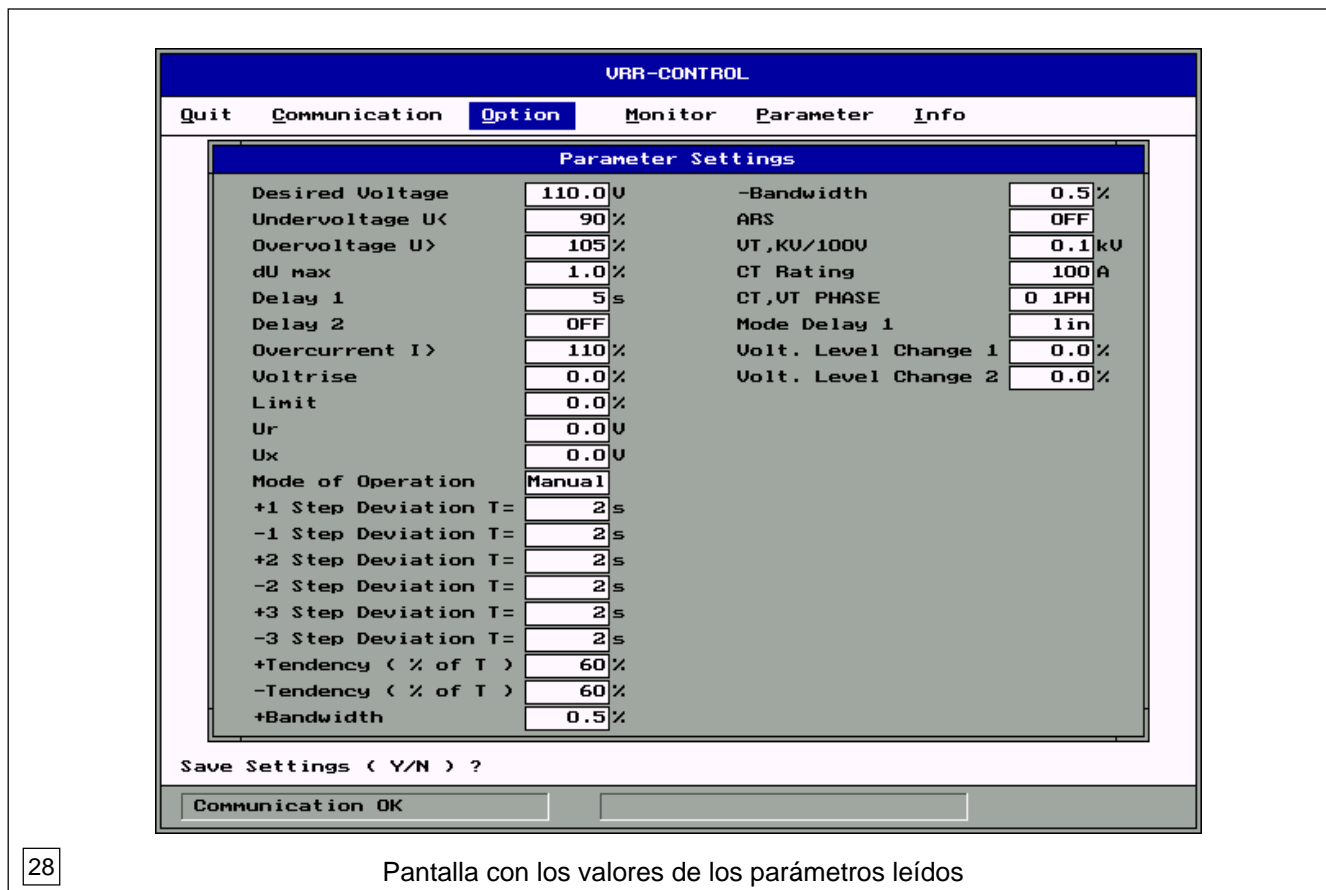 VRR-CONTROL
Quit Communication Option Monitor Parameter Info
Parameter Settings
Desired Voltage 110.0 V
Undervoltage U< 90 %
Overvoltage U> 105 %
dU max 1.0 %
Delay 1 5 s
Delay 2 OFF
Overcurrent I> 110 %
Voltrise 0.0 %
Limit 0.0 %
Ur 0.0 V
Ux 0.0 V
Mode of Operation Manual
+1 Step Deviation T= 2 s
-1 Step Deviation T= 2 s
+2 Step Deviation T= 2 s
-2 Step Deviation T= 2 s
+3 Step Deviation T= 2 s
-3 Step Deviation T= 2 s
+Tendency ( % of T ) 60 %
-Tendency ( % of T ) 60 %
+Bandwidth 0.5 %
-Bandwidth 0.5 %
ARS OFF
VT,KV/100V 0.1 kV
CT Rating 100 A
CT,VT PHASE 0 1PH
Mode Delay 1 lin
Volt. Level Change 1 0.0 %
Volt. Level Change 2 0.0 %
Save Settings ( Y/N ) ?
Communication OK
28
Pantalla con los valores de los parámetros leídos